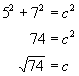 5² + 7² = c²
74 = c²
√74 = c